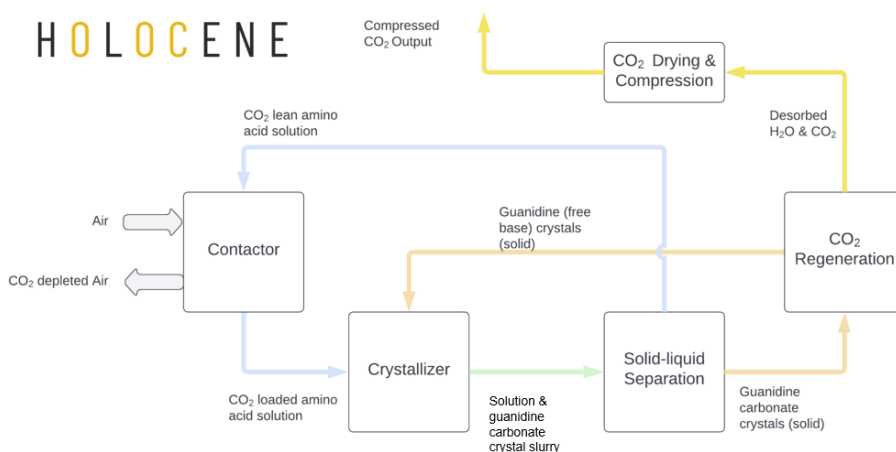 HOLOCENE
Compressed
CO₂ Output
CO₂ Drying &
Compression
CO₂ lean amino
acid solution
Desorbed
H₂O & CO₂
Air
Contactor
Guanidine (free
base) crystals
(solid)
CO₂
Regeneration
CO₂ depleted Air
Crystallizer
Solid-liquid
Separation
CO₂ loaded amino
acid solution
Solution &
guanidine
carbonate
crystal slurry
Guanidine
carbonate
crystals (solid)